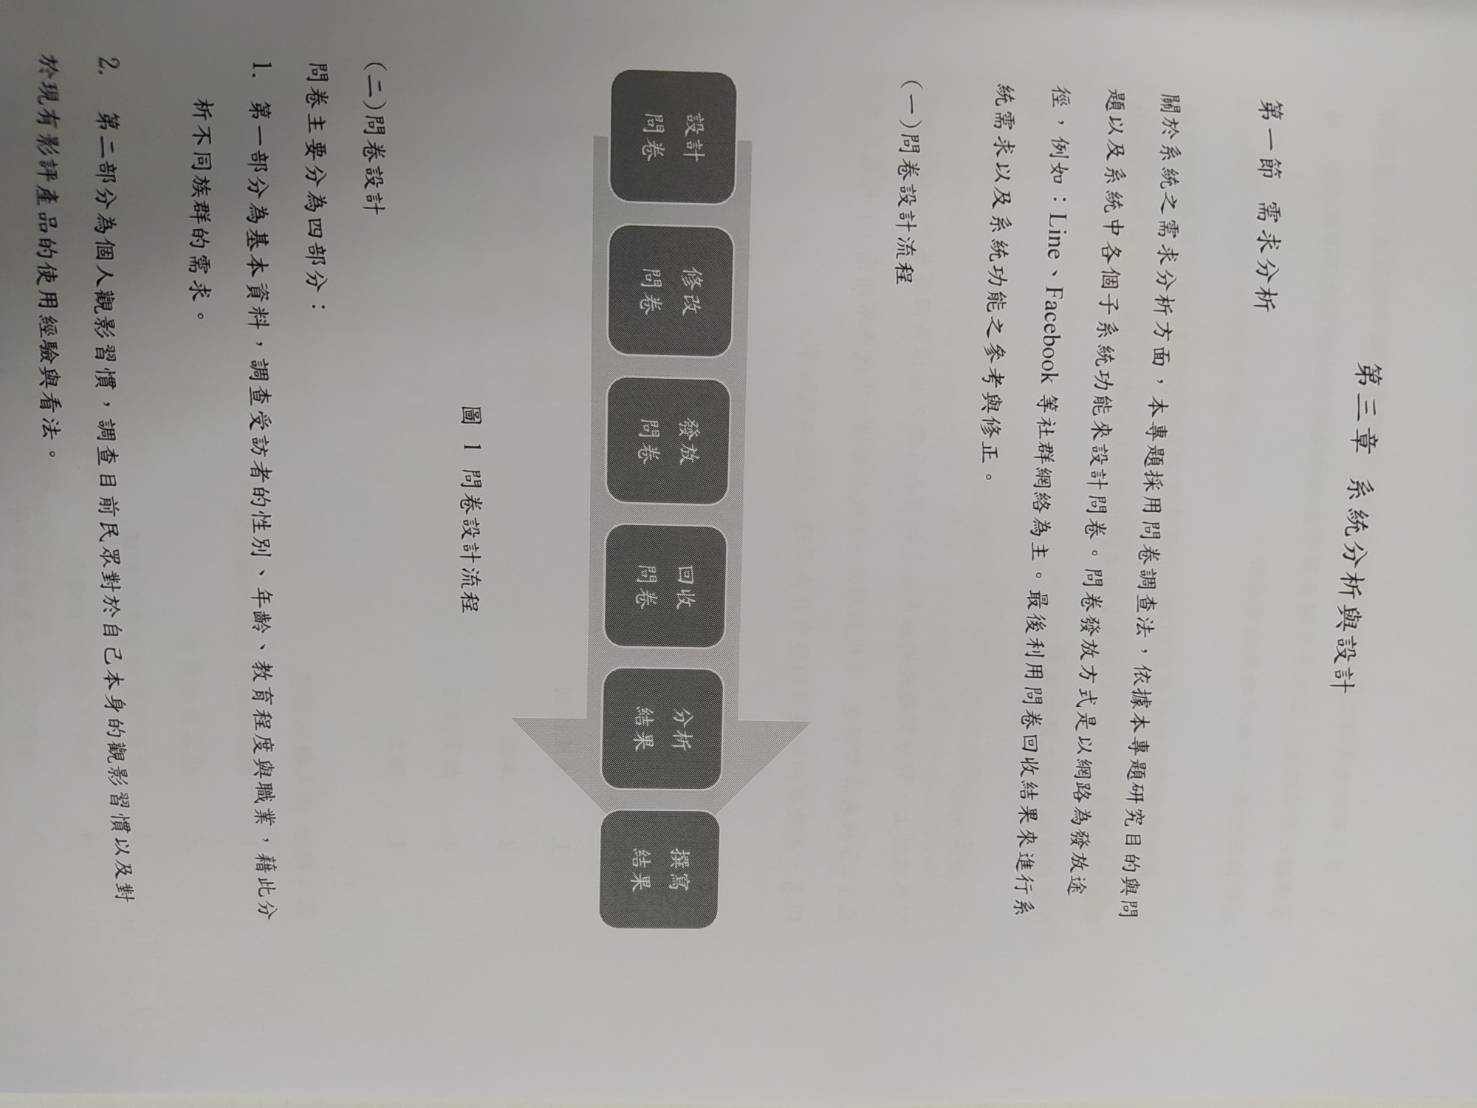 第三章 系統分析與設計
第一節 需求分析
關於系統之需求分析方面，本專題採用問卷調查法，依據本專題研究目的與問
題以及系統中各個子系統功能來設計問卷。問卷發放方式是以網路為發放途
徑，例如：Line、Facebook 等社群網絡為主。最後利用問卷回收結果來進行系
統需求以及系統功能之參考與修正。
(一)問卷設計流程
設計
問卷
修改
問卷
發放
問卷
回收
問卷
分析
結果
撰寫
結果
圖 1 問卷設計流程
(二)問卷設計
問卷主要分為四部分：
1. 第一部分為基本資料，調查受訪者的性別、年齡、教育程度與職業，藉此分
析不同族群的需求。
2. 第二部分為個人觀影習慣，調查目前民眾對於自己本身的觀影習慣以及對
於現有影評產品的使用經驗與看法。